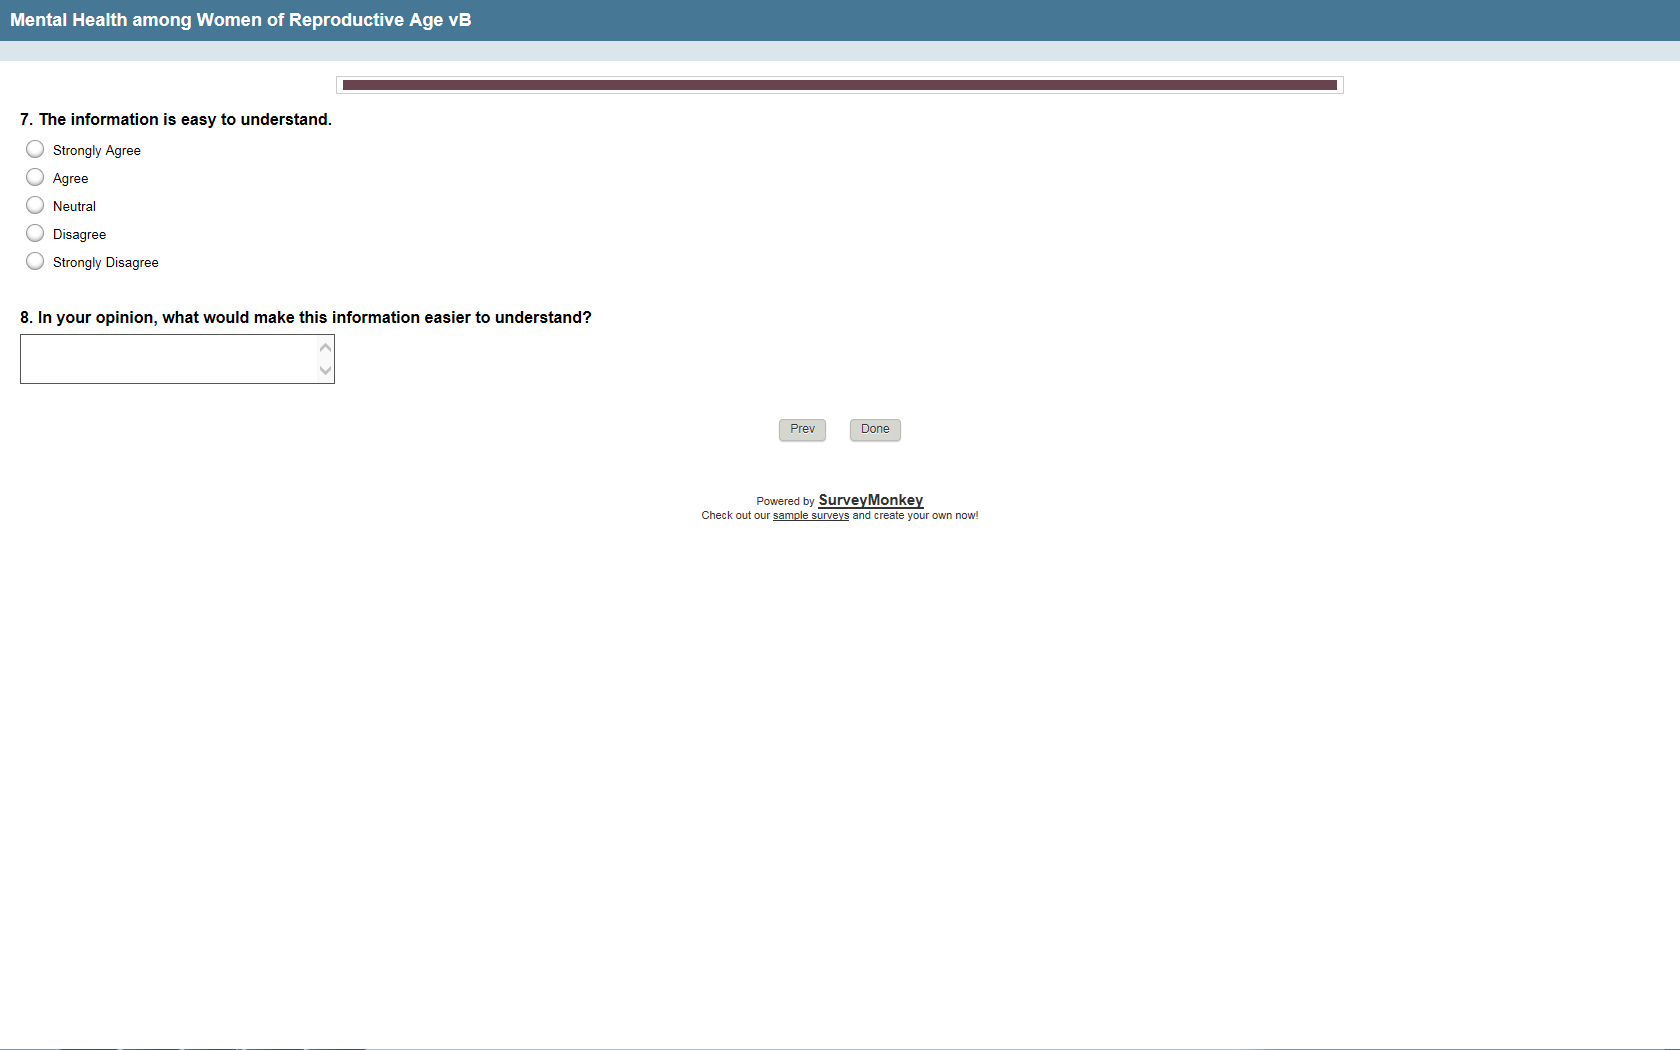 Mental Health among Women of Reproductive Age vB
7. The information is easy to understand.
Strongly Agree
Agree
Neutral
Disagree
Strongly Disagree
8. In your opinion, what would make this information easier to understand?
Prev Done
Powered by SurveyMonkey
Check out our sample surveys and create your own now!